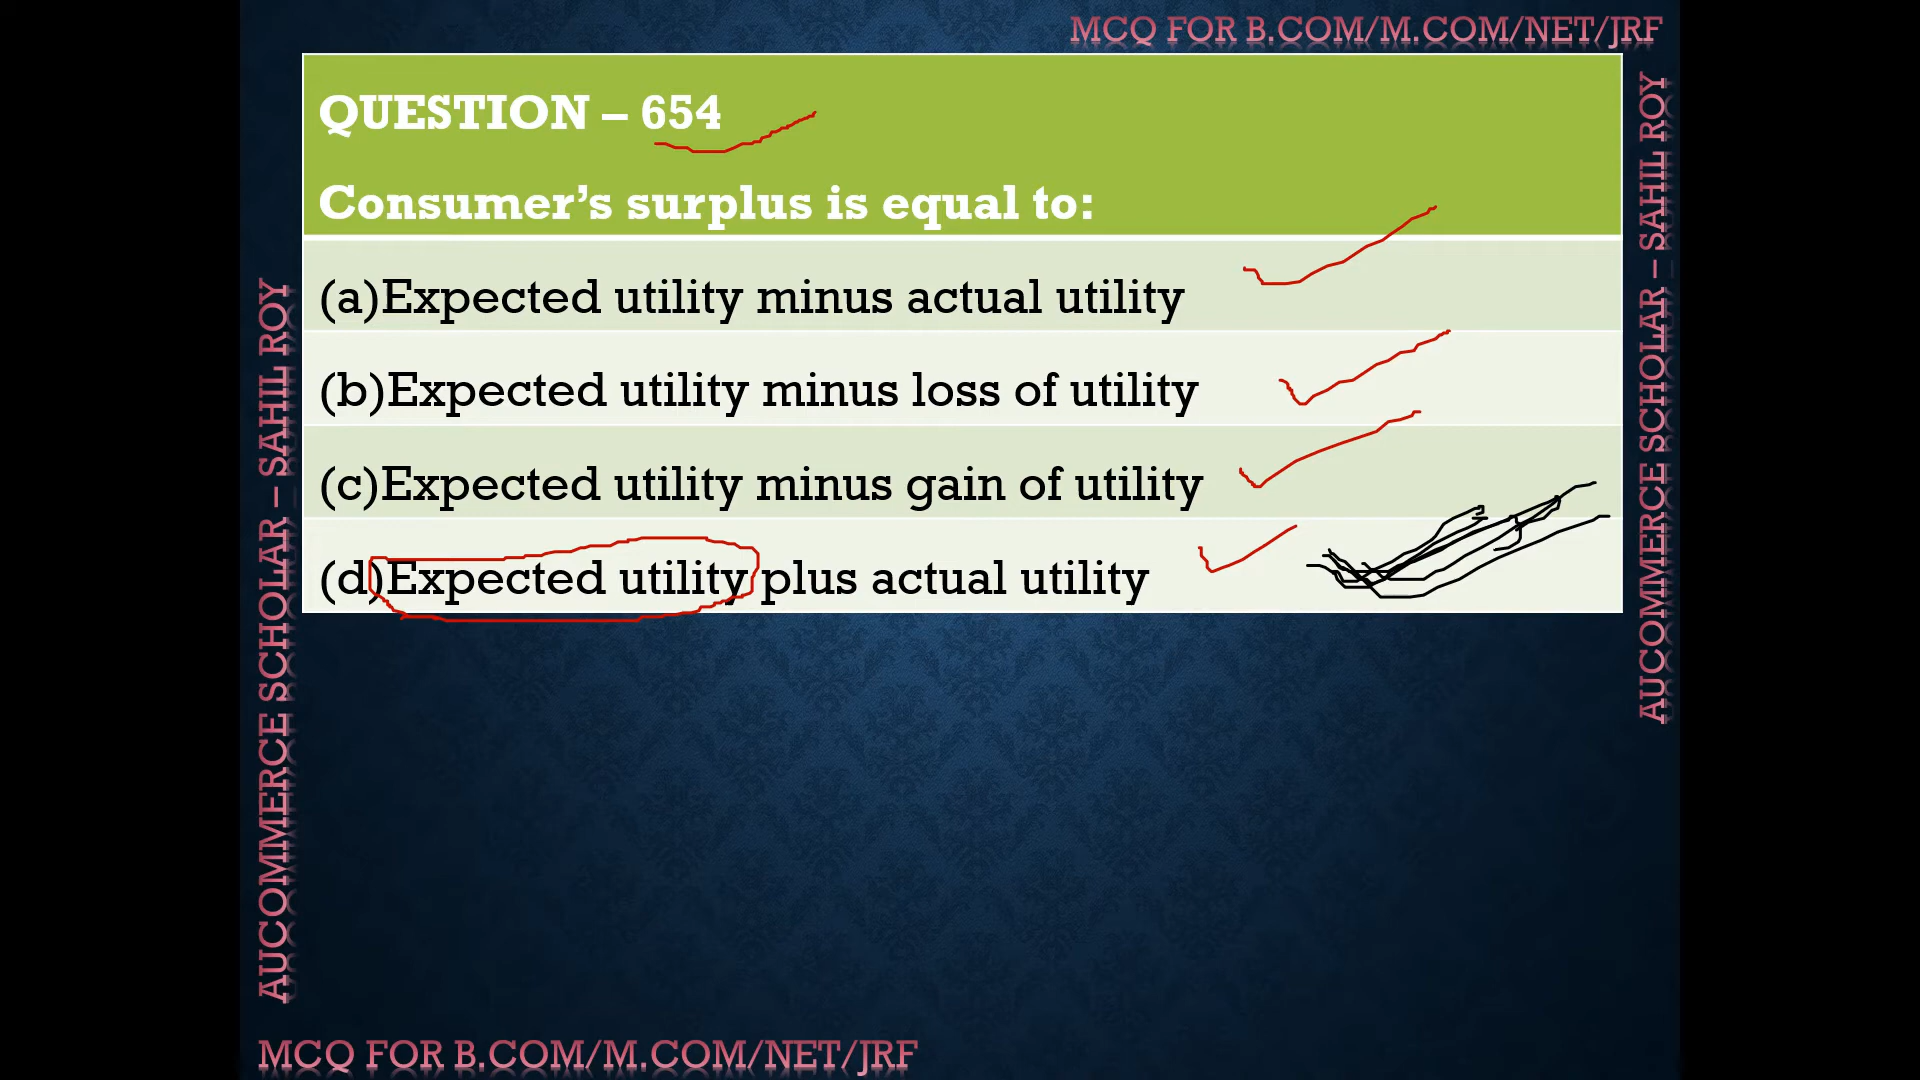 MCQ FOR B.COM/M.COM/NET/JRF
QUESTION – 654
Consumer’s surplus is equal to:
(a)Expected utility minus actual utility
(b)Expected utility minus loss of utility
(c)Expected utility minus gain of utility
(d)Expected utility plus actual utility
AUCOMMERCE SCHOLAR – SAHIL ROY
AUCOMMERCE SCHOLAR – SAHIL ROY
MCQ FOR B.COM/M.COM/NET/JRF